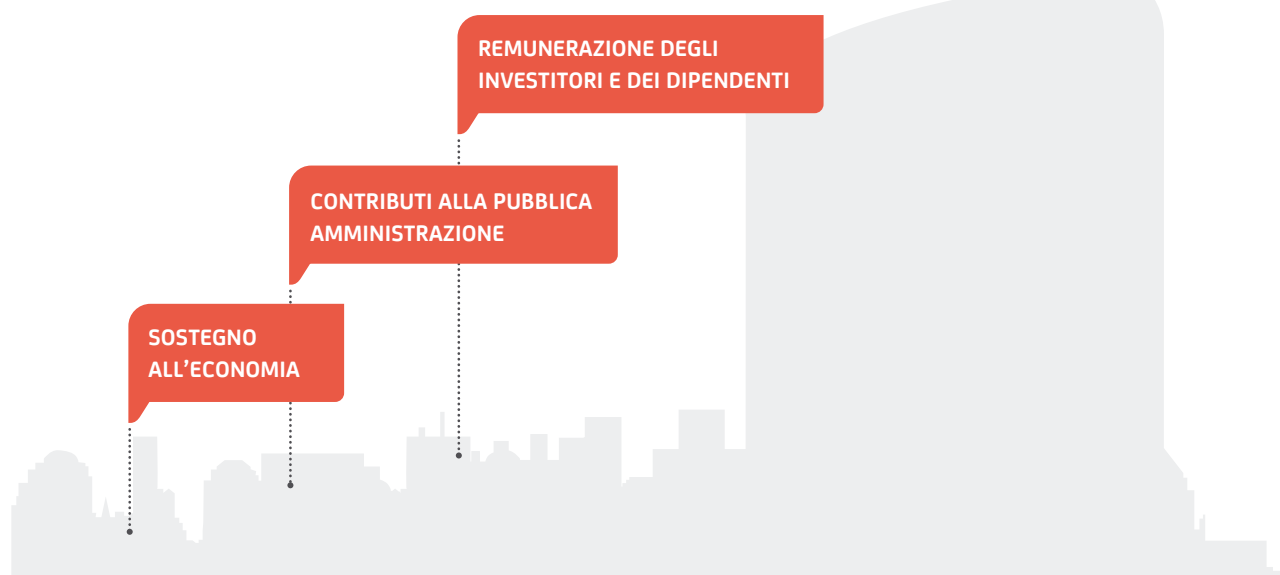 REMUNERAZIONE DEGLI
INVESTITORI E DEI DIPENDENTI
CONTRIBUTI ALLA PUBBLICA
AMMINISTRAZIONE
SOSTEGNO
ALL’ECONOMIA